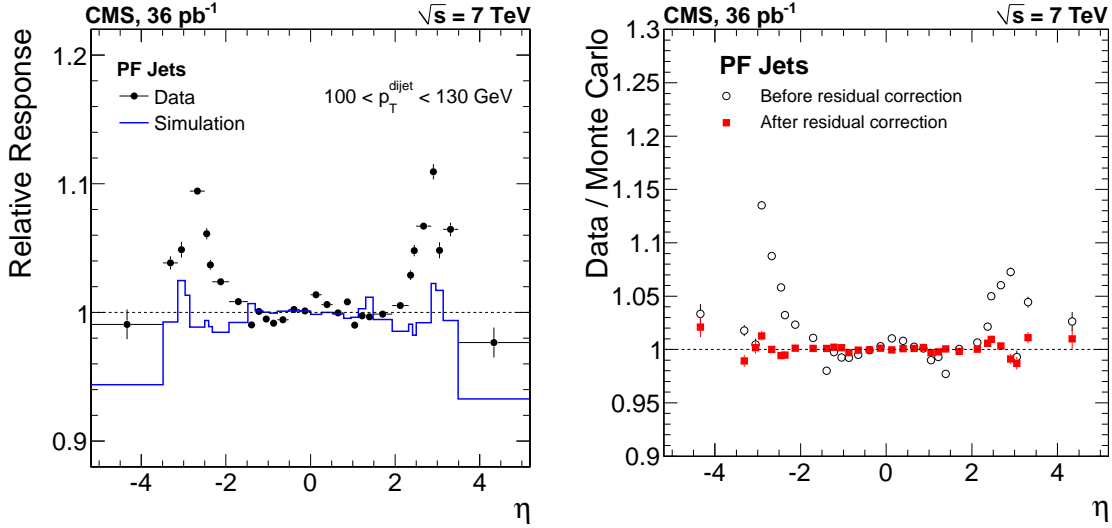 CMS, 36 pb⁻¹ √s = 7 TeV
Relative Response
1.2
1.1
1
0.9
PF Jets
Data
Simulation
100 < p_T^dijet < 130 GeV
-4 -2 0 2 4
η
CMS, 36 pb⁻¹ √s = 7 TeV
Data / Monte Carlo
1.3
1.25
1.2
1.15
1.1
1.05
1
0.95
0.9
PF Jets
Before residual correction
After residual correction
-4 -2 0 2 4
η